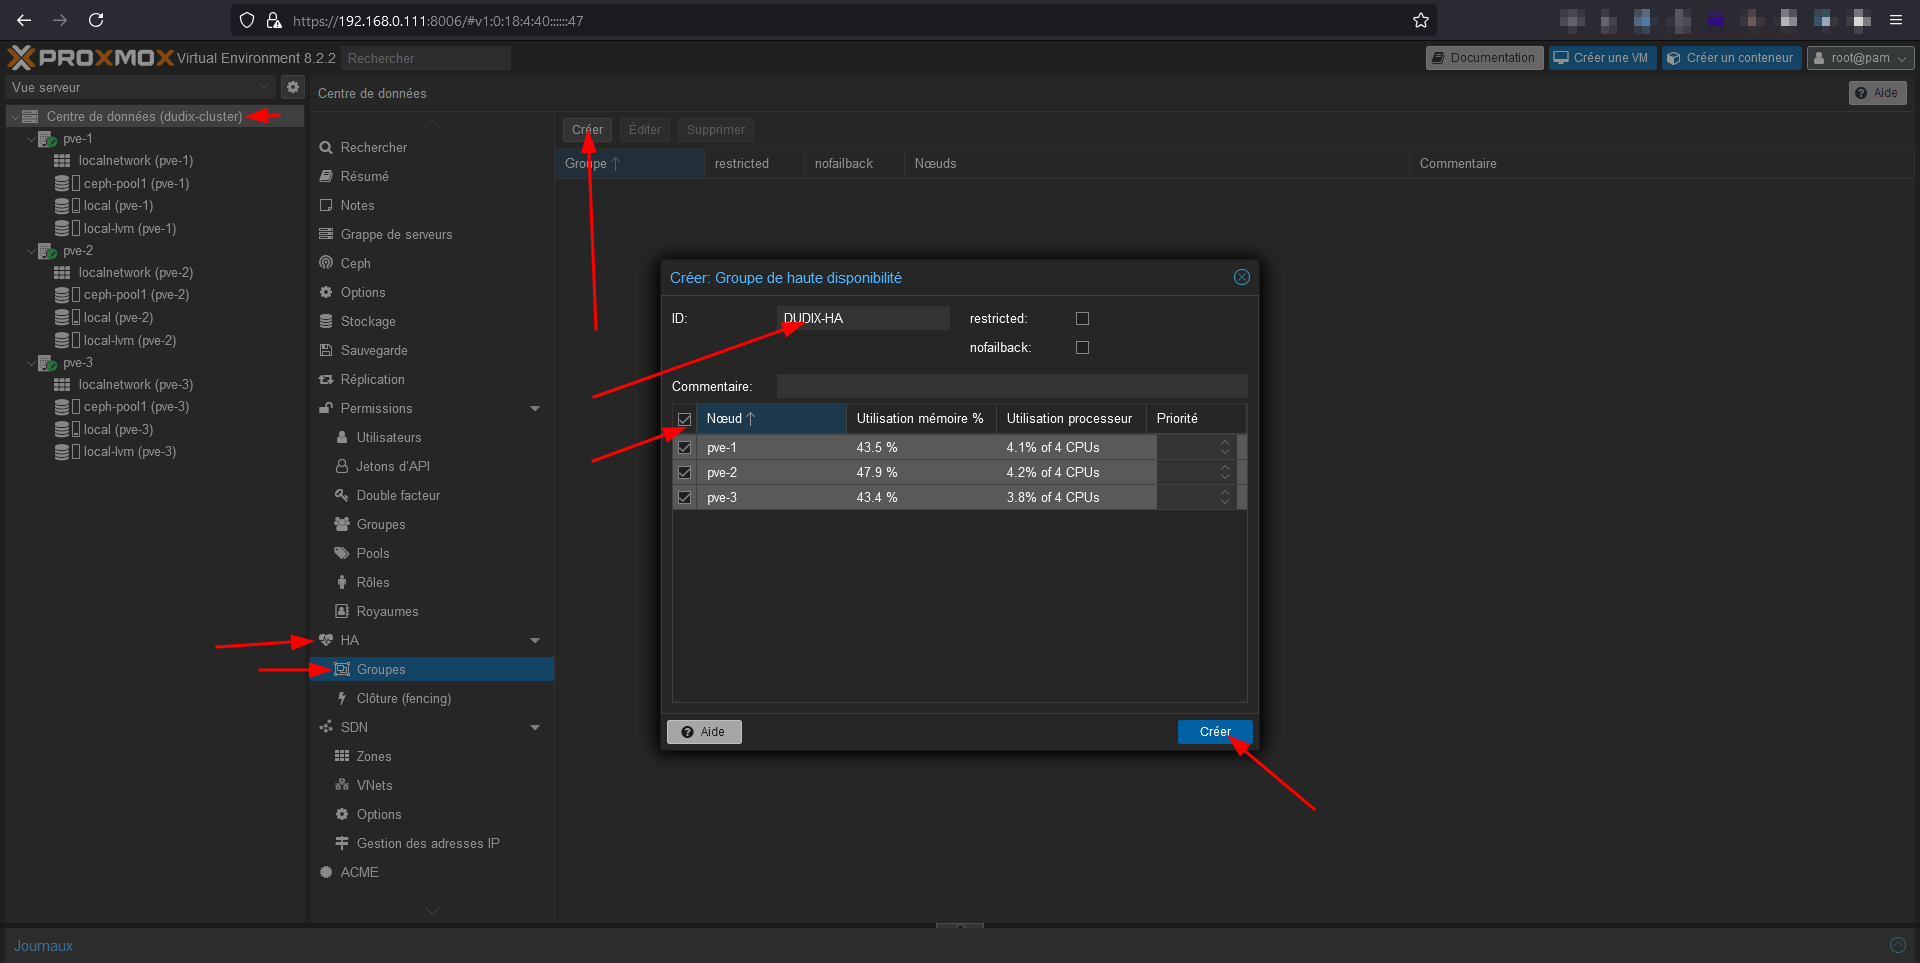 https://192.168.0.111:8006/#v1:0:18:4:40::::::47
PROXMOX Virtual Environment 8.2.2 Rechercher
Documentation Créer une VM Créer un conteneur root@pam
Vue serveur
Centre de données (dudix-cluster)
pve-1
localnetwork (pve-1)
ceph-pool1 (pve-1)
local (pve-1)
local-lvm (pve-1)
pve-2
localnetwork (pve-2)
ceph-pool1 (pve-2)
local (pve-2)
local-lvm (pve-2)
pve-3
localnetwork (pve-3)
ceph-pool1 (pve-3)
local (pve-3)
local-lvm (pve-3)
Centre de données
Aide
Rechercher
Résumé
Notes
Grappe de serveurs
Ceph
Options
Stockage
Sauvegarde
Réplication
Permissions
Utilisateurs
Jetons d'API
Double facteur
Groupes
Pools
Rôles
Royaumes
HA
Groupes
Clôture (fencing)
SDN
Zones
VNets
Options
Gestion des adresses IP
ACME
Créer Éditer Supprimer
Groupe restricted nofailback Nœuds Commentaire
Créer: Groupe de haute disponibilité
ID: DUDIX-HA restricted:
nofailback:
Commentaire:
Nœud Utilisation mémoire % Utilisation processeur Priorité
pve-1 43.5 % 4.1% of 4 CPUs
pve-2 47.9 % 4.2% of 4 CPUs
pve-3 43.4 % 3.8% of 4 CPUs
Aide Créer
Journaux